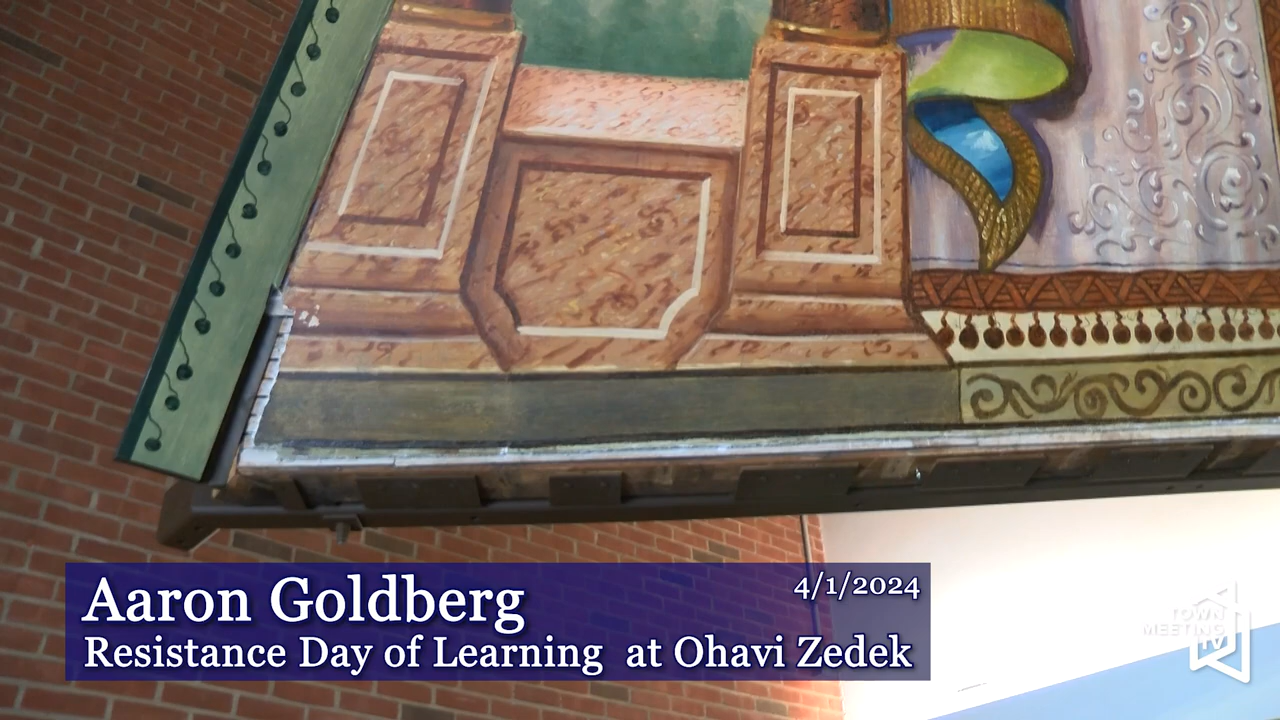 Aaron Goldberg
4/1/2024
Resistance Day of Learning at Ohavi Zedek
TOWN
MEETING
TV